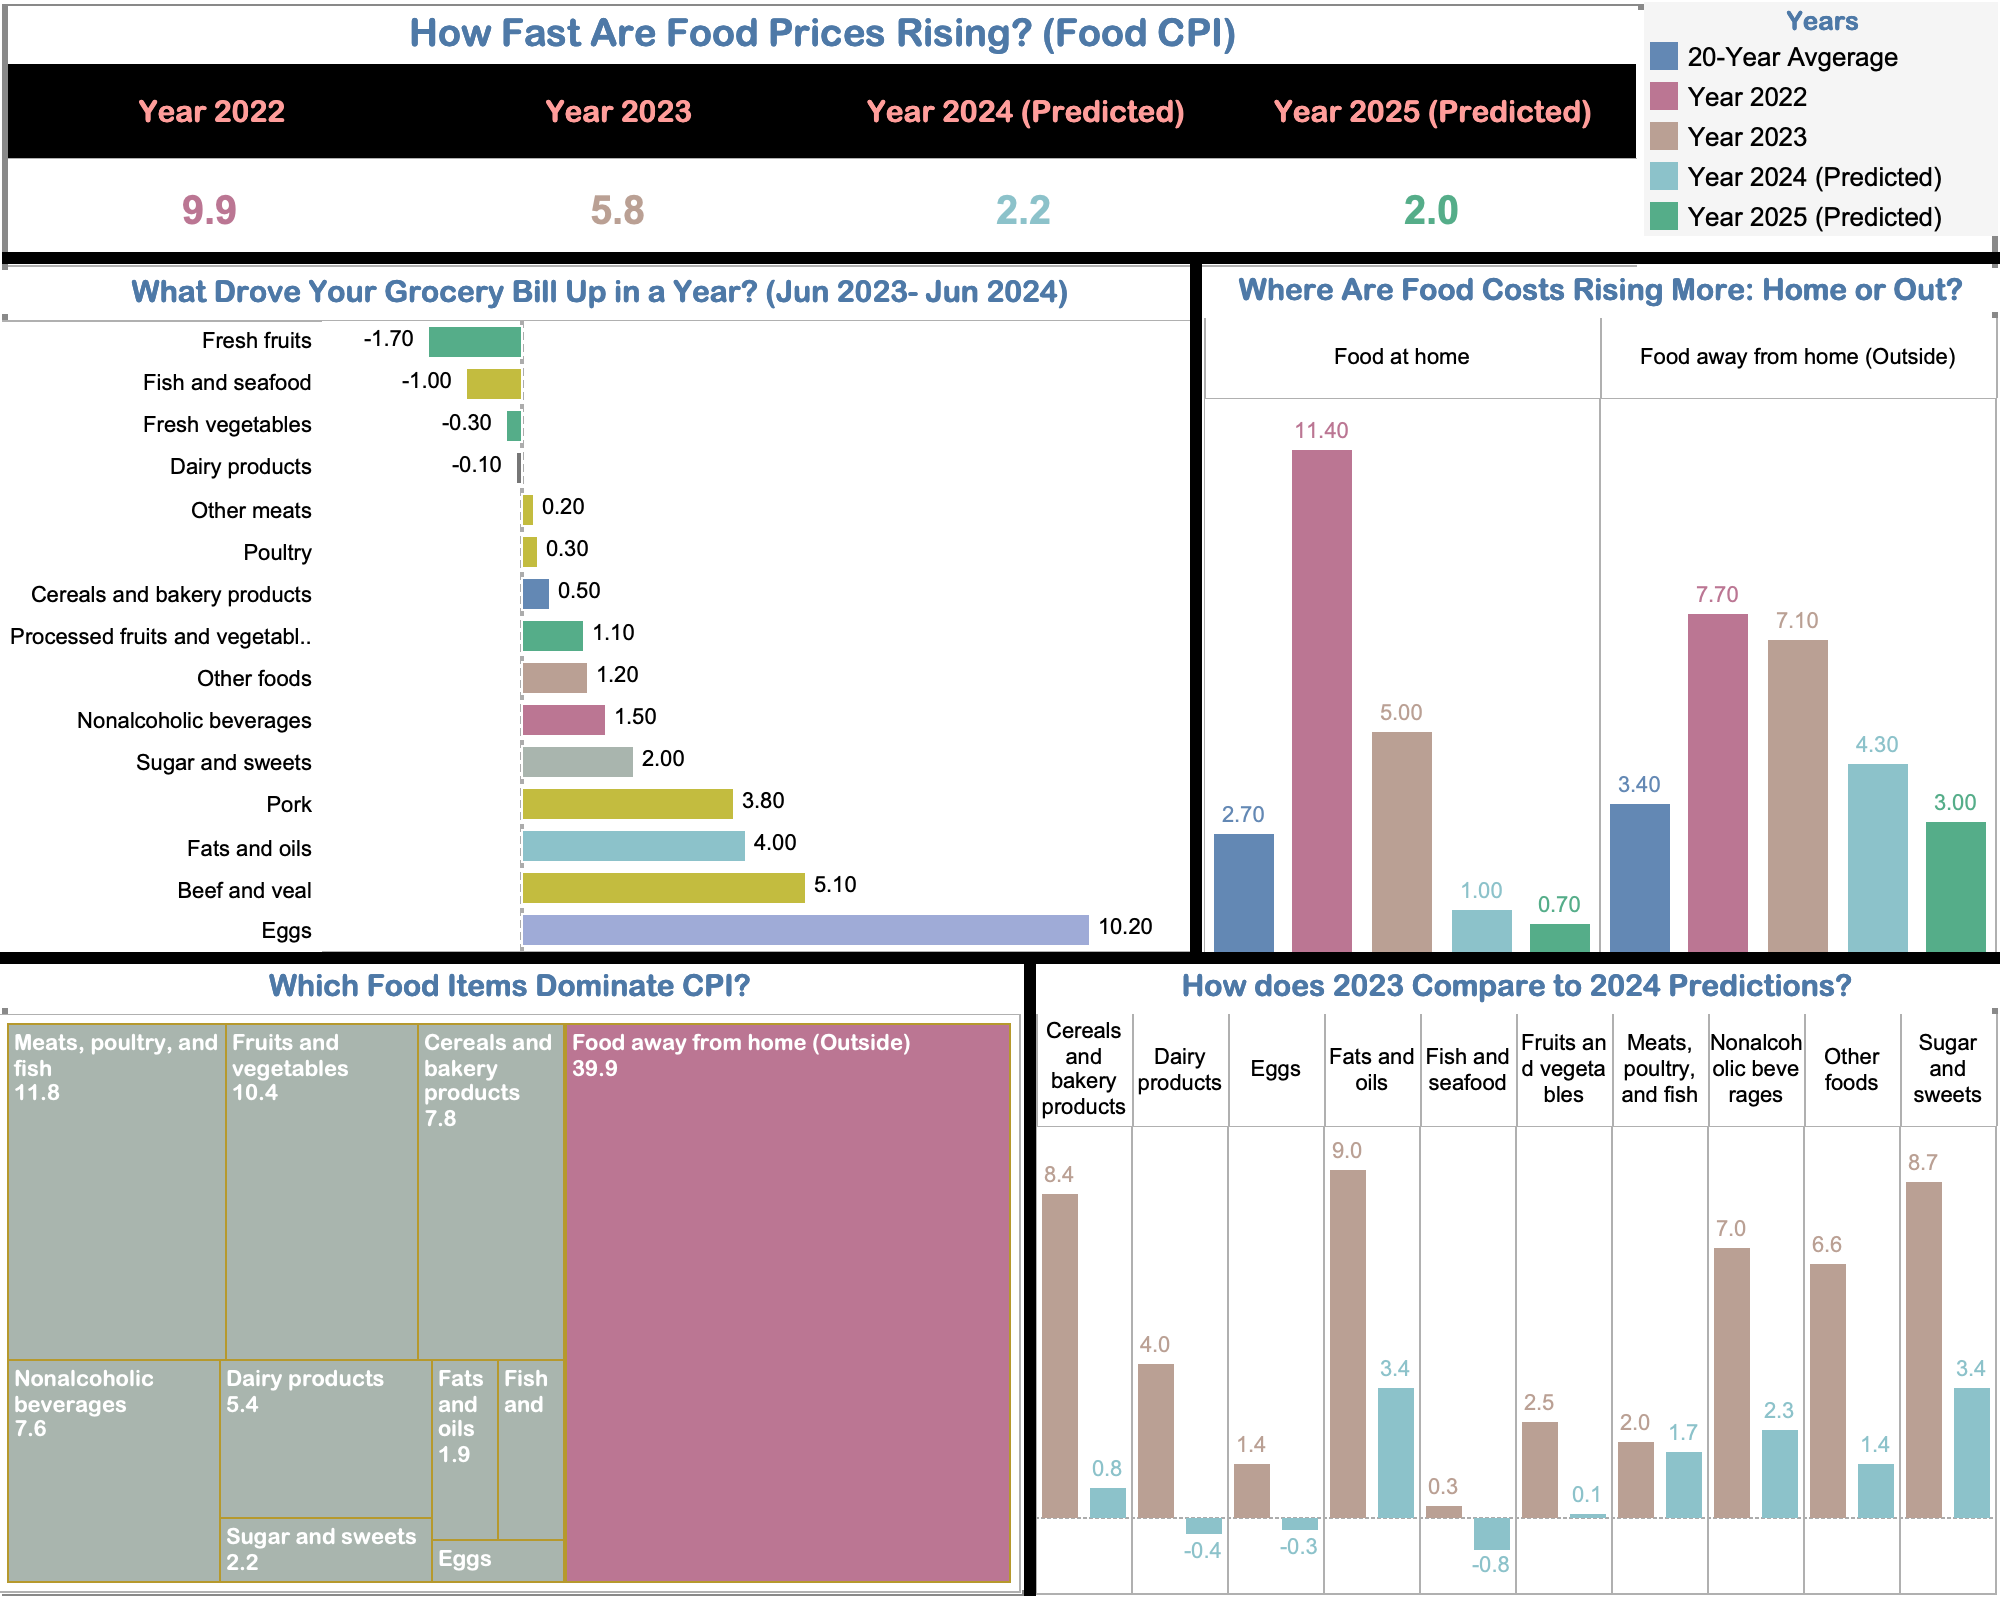 How Fast Are Food Prices Rising? (Food CPI)
Year 2022
Year 2023
Year 2024 (Predicted)
Year 2025 (Predicted)
9.9
5.8
2.2
2.0
Years
20-Year Avgerage
Year 2022
Year 2023
Year 2024 (Predicted)
Year 2025 (Predicted)
What Drove Your Grocery Bill Up in a Year? (Jun 2023- Jun 2024)
Fresh fruits -1.70
Fish and seafood -1.00
Fresh vegetables -0.30
Dairy products -0.10
Other meats 0.20
Poultry 0.30
Cereals and bakery products 0.50
Processed fruits and vegetabl.. 1.10
Other foods 1.20
Nonalcoholic beverages 1.50
Sugar and sweets 2.00
Pork 3.80
Fats and oils 4.00
Beef and veal 5.10
Eggs 10.20
Where Are Food Costs Rising More: Home or Out?
Food at home
Food away from home (Outside)
2.70
11.40
5.00
1.00
0.70
3.40
7.70
7.10
4.30
3.00
Which Food Items Dominate CPI?
Meats, poultry, and
fish
11.8
Fruits and
vegetables
10.4
Cereals and
bakery
products
7.8
Food away from home (Outside)
39.9
Nonalcoholic
beverages
7.6
Dairy products
5.4
Fats
and
oils
1.9
Fish
and
Sugar and sweets
2.2
Eggs
How does 2023 Compare to 2024 Predictions?
Cereals
and
bakery
products
Dairy
products
Eggs
Fats and
oils
Fish and
seafood
Fruits an
d vegeta
bles
Meats,
poultry,
and fish
Nonalcoh
olic beve
rages
Other
foods
Sugar
and
sweets
8.4
0.8
4.0
-0.4
1.4
-0.3
9.0
3.4
0.3
-0.8
2.5
0.1
2.0
1.7
7.0
2.3
6.6
1.4
8.7
3.4